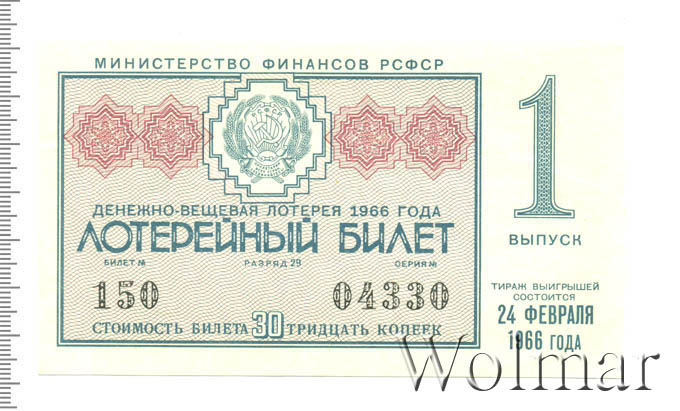 МИНИСТЕРСТВО ФИНАНСОВ РСФСР
РСФСР
ДЕНЕЖНО-ВЕЩЕВАЯ ЛОТЕРЕЯ 1966 ГОДА
ЛОТЕРЕЙНЫЙ БИЛЕТ
БИЛЕТ № РАЗРЯД 29 СЕРИЯ №
150 04330
СТОИМОСТЬ БИЛЕТА 30 ТРИДЦАТЬ КОПЕЕК
1
ВЫПУСК
ТИРАЖ ВЫИГРЫШЕЙ
СОСТОИТСЯ
24 ФЕВРАЛЯ
1966 ГОДА
Wolmar